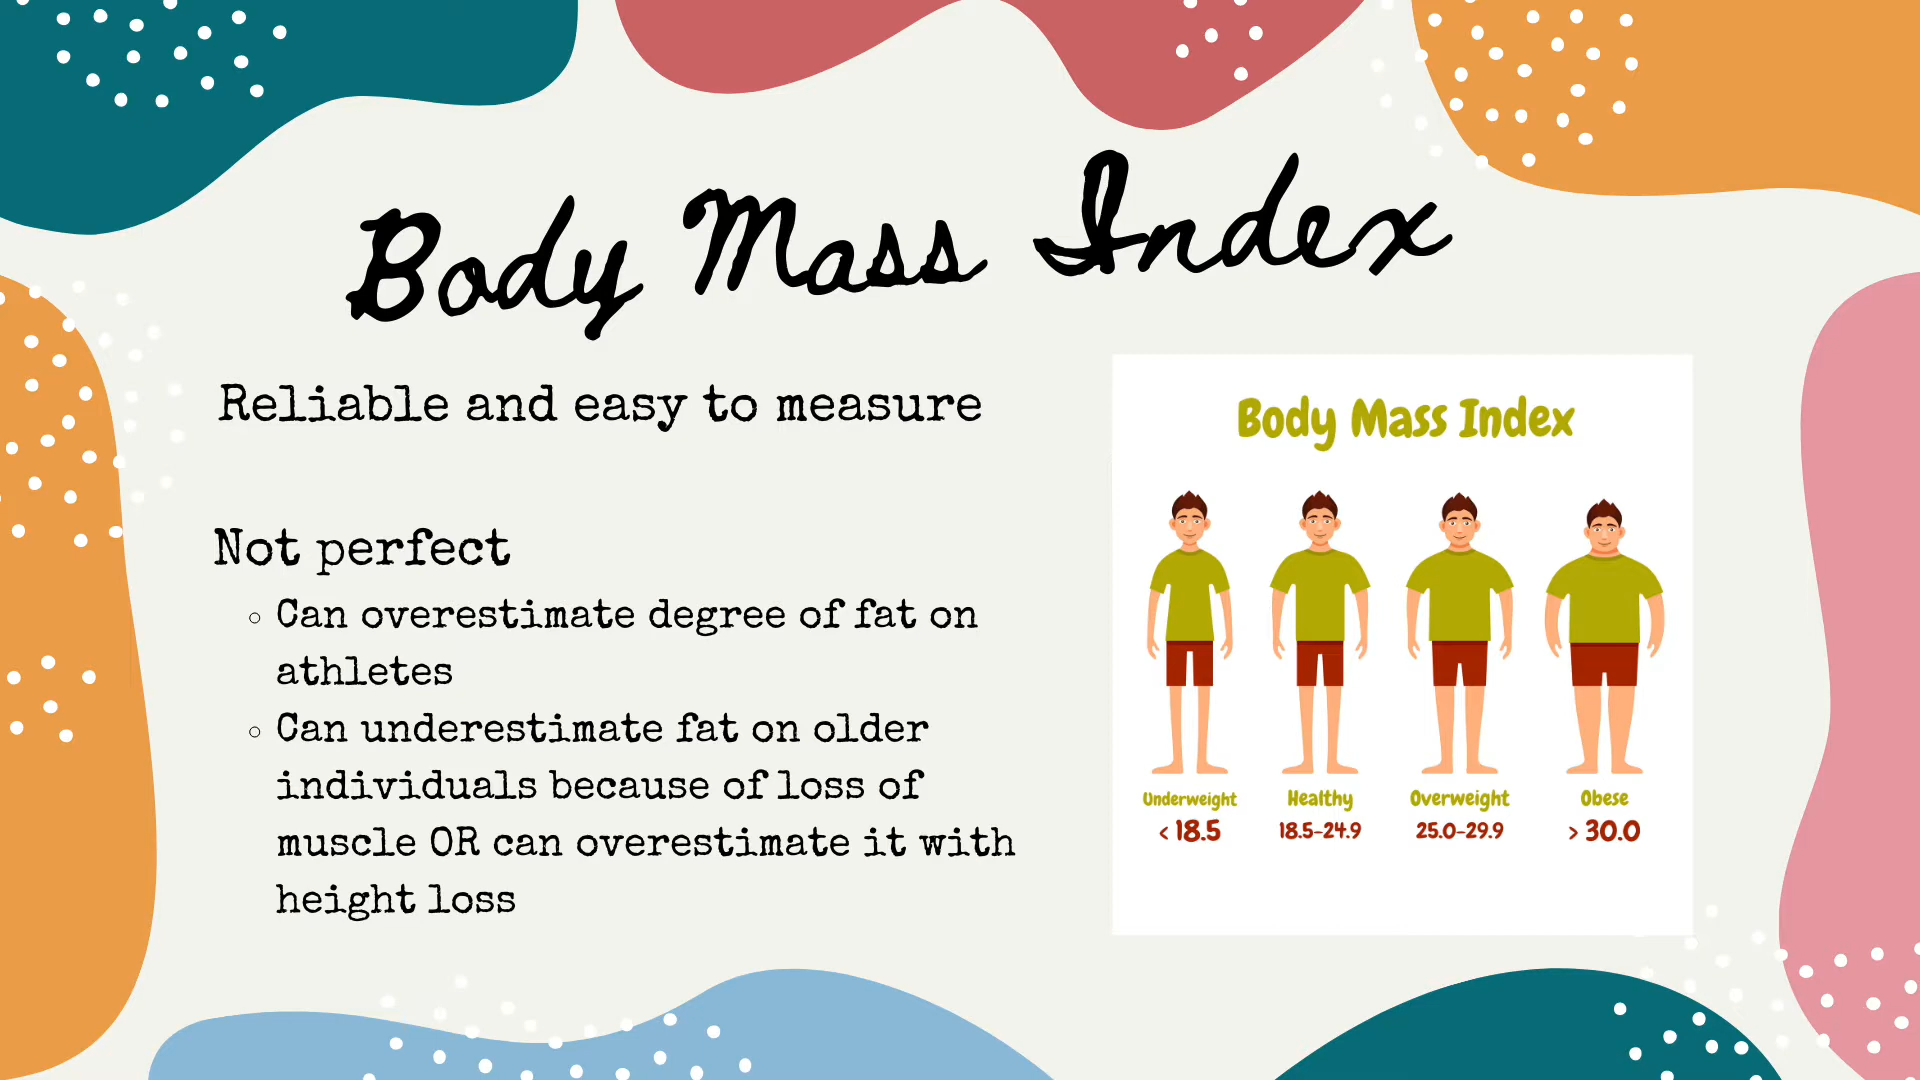 Body Mass Index
Reliable and easy to measure
Not perfect
Can overestimate degree of fat on
athletes
Can underestimate fat on older
individuals because of loss of
muscle OR can overestimate it with
height loss
Body Mass Index
Underweight
< 18.5
Healthy
18.5-24.9
Overweight
25.0-29.9
Obese
> 30.0